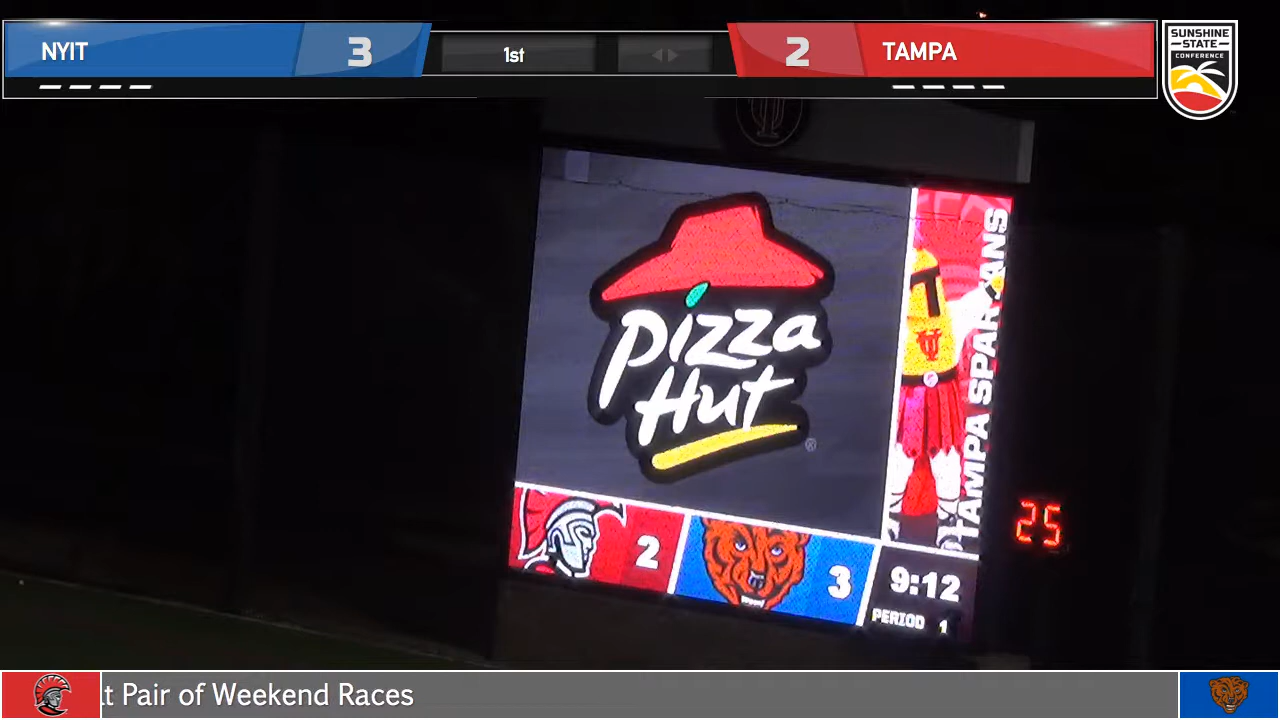 NYIT 3 1st 2 TAMPA
SUNSHINE
STATE
CONFERENCE
Pizza
Hut
®
TAMPA SPARTANS
2 3 9:12
PERIOD 1
25
t Pair of Weekend Races